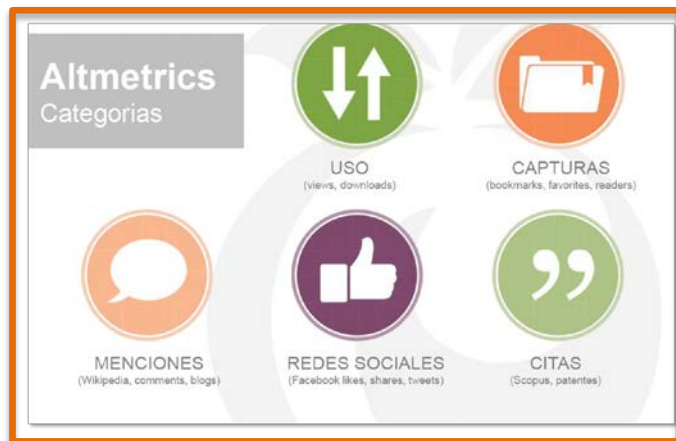 Altmetrics
Categorias
USO
(views, downloads)
CAPTURAS
(bookmarks, favorites, readers)
MENCIONES
(Wikipedia, comments, blogs)
REDES SOCIALES
(Facebook likes, shares, tweets)
CITAS
(Scopus, patentes)